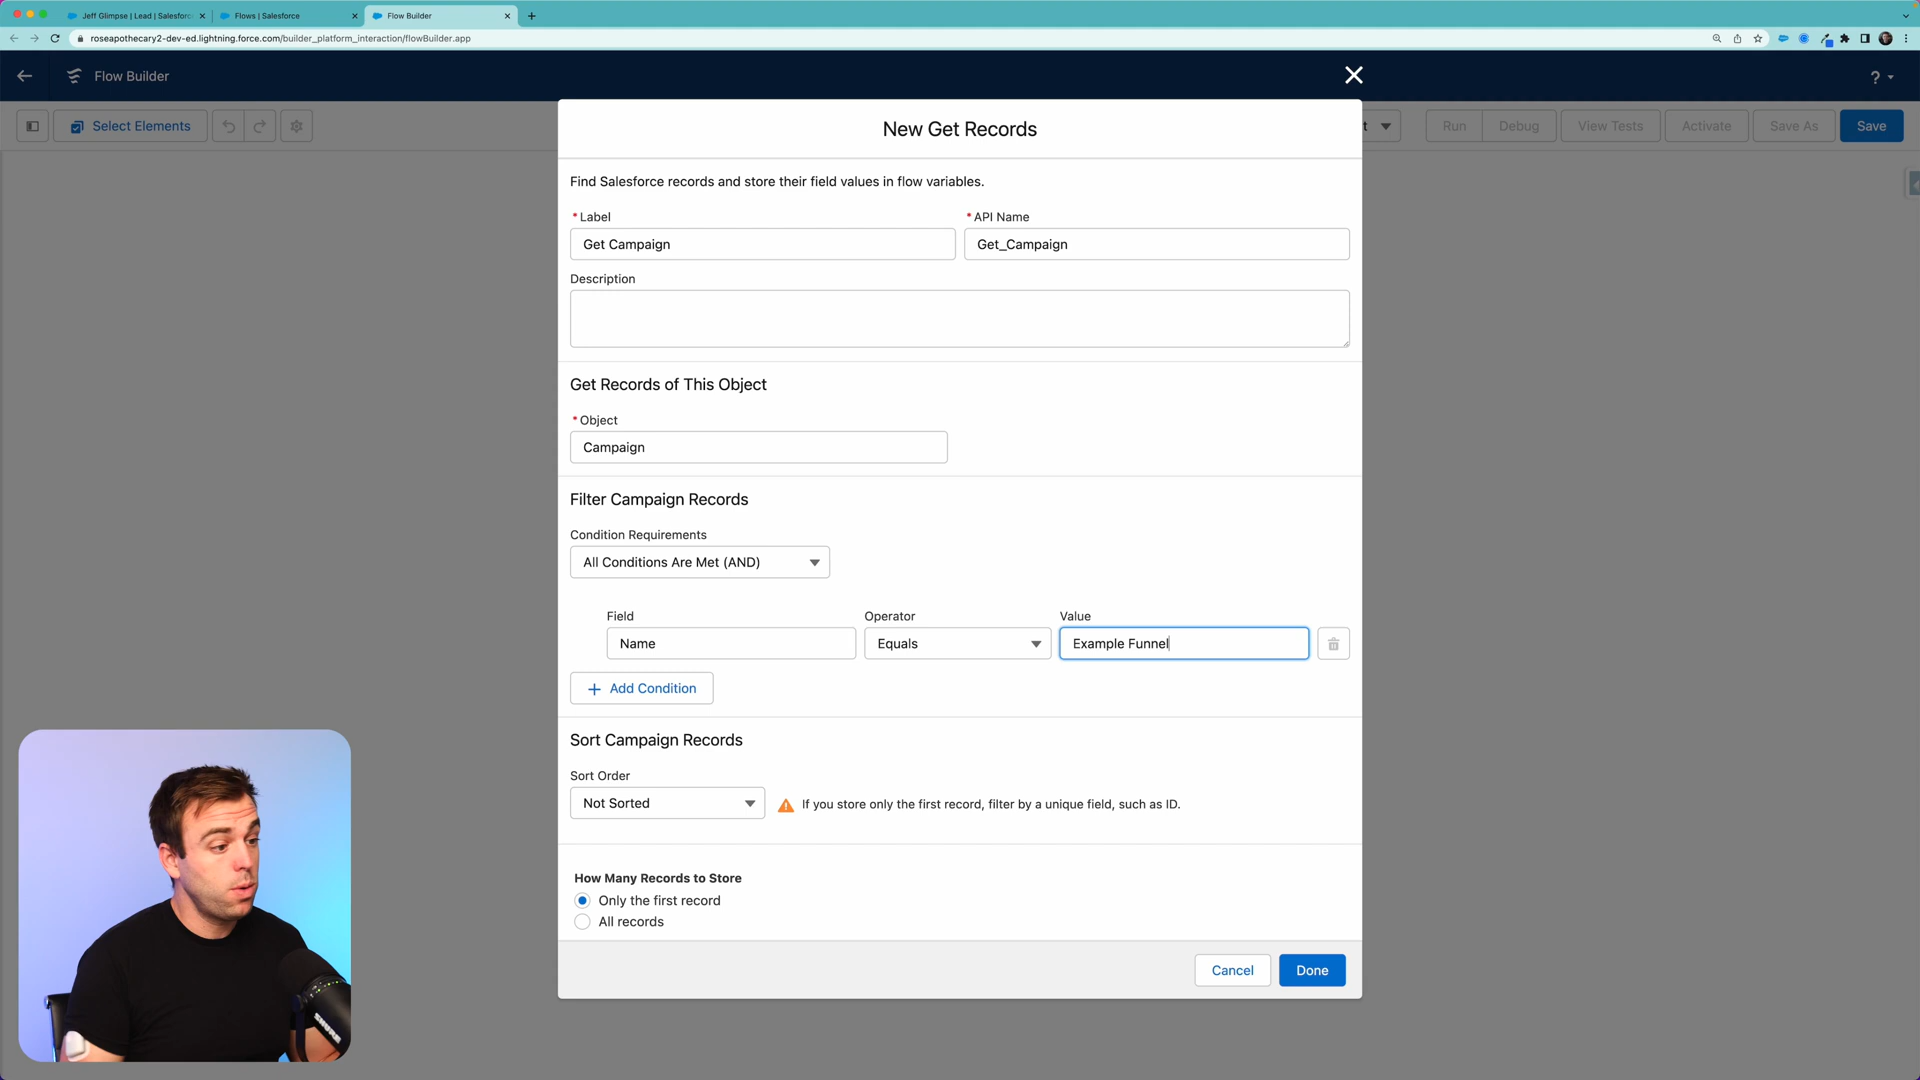 Jeff Glimpse | Lead | Salesforc
Flows | Salesforce
Flow Builder
roseapothecary2-dev-ed.lightning.force.com/builder_platform_interaction/flowBuilder.app
Flow Builder
?
Select Elements
t
Run
Debug
View Tests
Activate
Save As
Save
New Get Records
Find Salesforce records and store their field values in flow variables.
* Label
* API Name
Get Campaign
Get_Campaign
Description
Get Records of This Object
* Object
Campaign
Filter Campaign Records
Condition Requirements
All Conditions Are Met (AND)
Field
Operator
Value
Name
Equals
Example Funnel
+ Add Condition
Sort Campaign Records
Sort Order
Not Sorted
If you store only the first record, filter by a unique field, such as ID.
How Many Records to Store
Only the first record
All records
Cancel
Done
SHURE